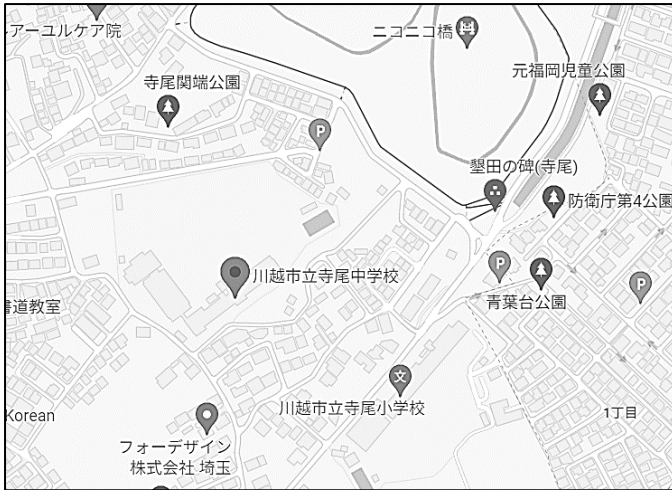 ニコニコ橋
アーユルケア院
元福岡児童公園
寺尾関端公園
P
墾田の碑(寺尾)
防衛庁第4公園
川越市立寺尾中学校
P
P
青葉台公園
書道教室
文
川越市立寺尾小学校
1丁目
Korean
フォーデザイン
株式会社 埼玉